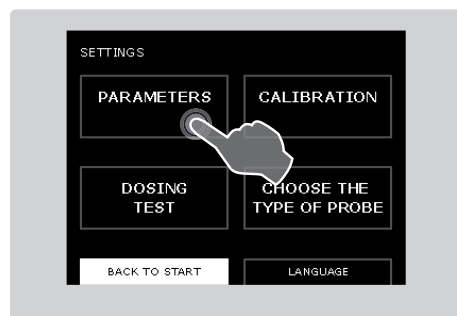 SETTINGS
PARAMETERS
CALIBRATION
DOSING
TEST
CHOOSE THE
TYPE OF PROBE
BACK TO START
LANGUAGE